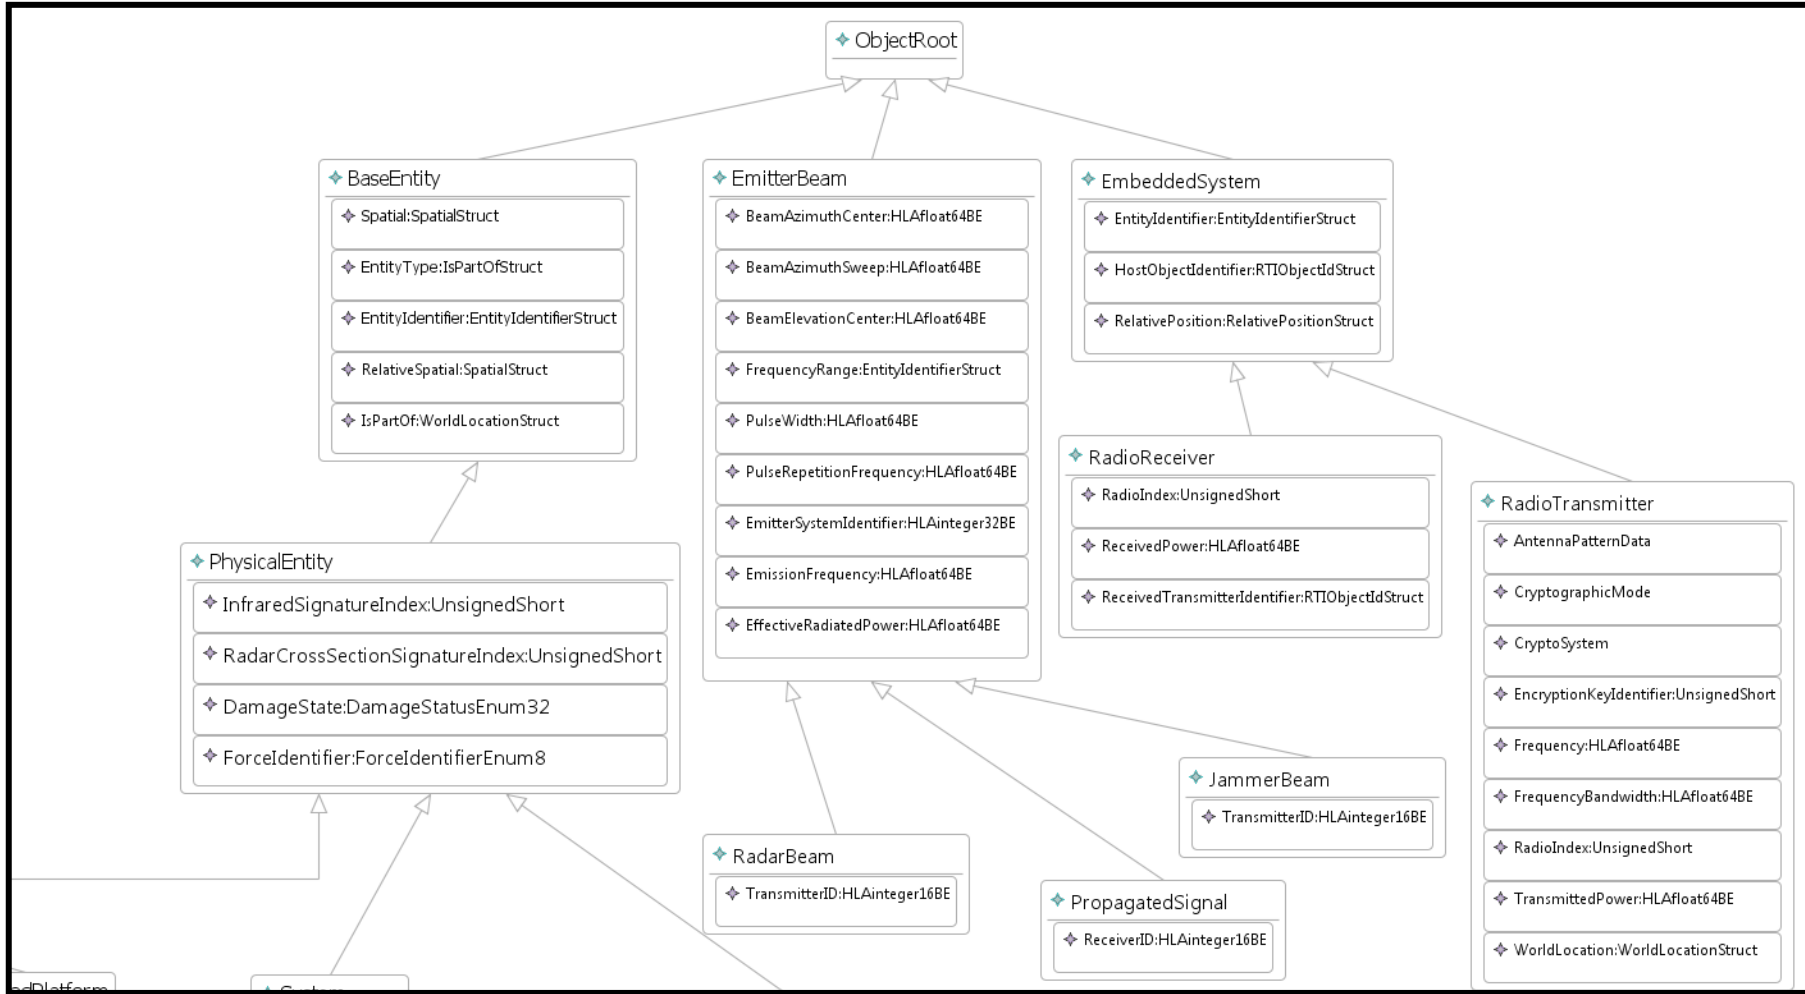 ObjectRoot
BaseEntity
Spatial:SpatialStruct
EntityType:IsPartOfStruct
EntityIdentifier:EntityIdentifierStruct
RelativeSpatial:SpatialStruct
IsPartOf:WorldLocationStruct
EmitterBeam
BeamAzimuthCenter:HLAfloat64BE
BeamAzimuthSweep:HLAfloat64BE
BeamElevationCenter:HLAfloat64BE
FrequencyRange:EntityIdentifierStruct
PulseWidth:HLAfloat64BE
PulseRepetitionFrequency:HLAfloat64BE
EmitterSystemIdentifier:HLAinteger32BE
EmissionFrequency:HLAfloat64BE
EffectiveRadiatedPower:HLAfloat64BE
EmbeddedSystem
EntityIdentifier:EntityIdentifierStruct
HostObjectIdentifier:RTIObjectIdStruct
RelativePosition:RelativePositionStruct
RadioReceiver
RadioIndex:UnsignedShort
ReceivedPower:HLAfloat64BE
ReceivedTransmitterIdentifier:RTIObjectIdStruct
RadioTransmitter
AntennaPatternData
CryptographicMode
CryptoSystem
EncryptionKeyIdentifier:UnsignedShort
Frequency:HLAfloat64BE
FrequencyBandwidth:HLAfloat64BE
RadioIndex:UnsignedShort
TransmittedPower:HLAfloat64BE
WorldLocation:WorldLocationStruct
PhysicalEntity
InfraredSignatureIndex:UnsignedShort
RadarCrossSectionSignatureIndex:UnsignedShort
DamageState:DamageStatusEnum32
ForceIdentifier:ForceIdentifierEnum8
JammerBeam
TransmitterID:HLAinteger16BE
RadarBeam
TransmitterID:HLAinteger16BE
PropagatedSignal
ReceiverID:HLAinteger16BE
edPlatform